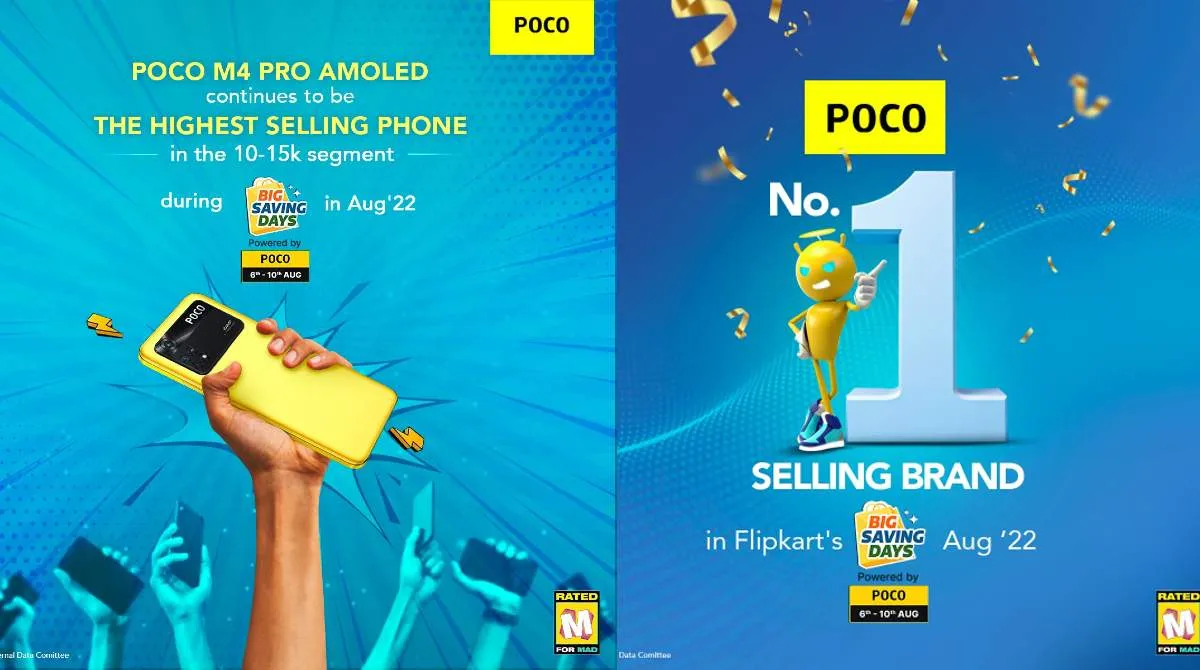 POCO
POCO M4 PRO AMOLED
continues to be
THE HIGHEST SELLING PHONE
in the 10-15k segment
during
BIG
SAVING
DAYS
in Aug'22
Powered by
POCO
6th - 10th AUG
POCO
RATED
M
FOR MAD
ernal Data Comittee
POCO
No.
1
SELLING BRAND
in Flipkart's
BIG
SAVING
DAYS
Aug '22
Powered by
POCO
6th - 10th AUG
RATED
M
FOR MAD
Data Comittee